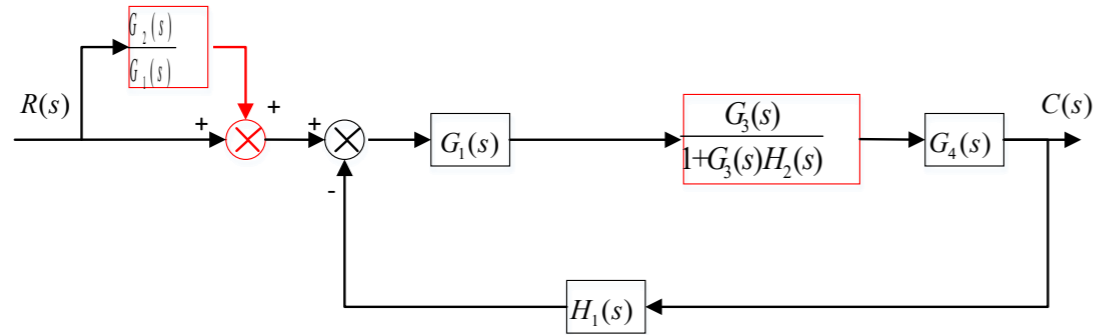 G₂(s)
G₁(s)
R(s)
+
+
+
-
G₁(s)
G₃(s)
1+G₃(s)H₂(s)
G₄(s)
C(s)
H₁(s)